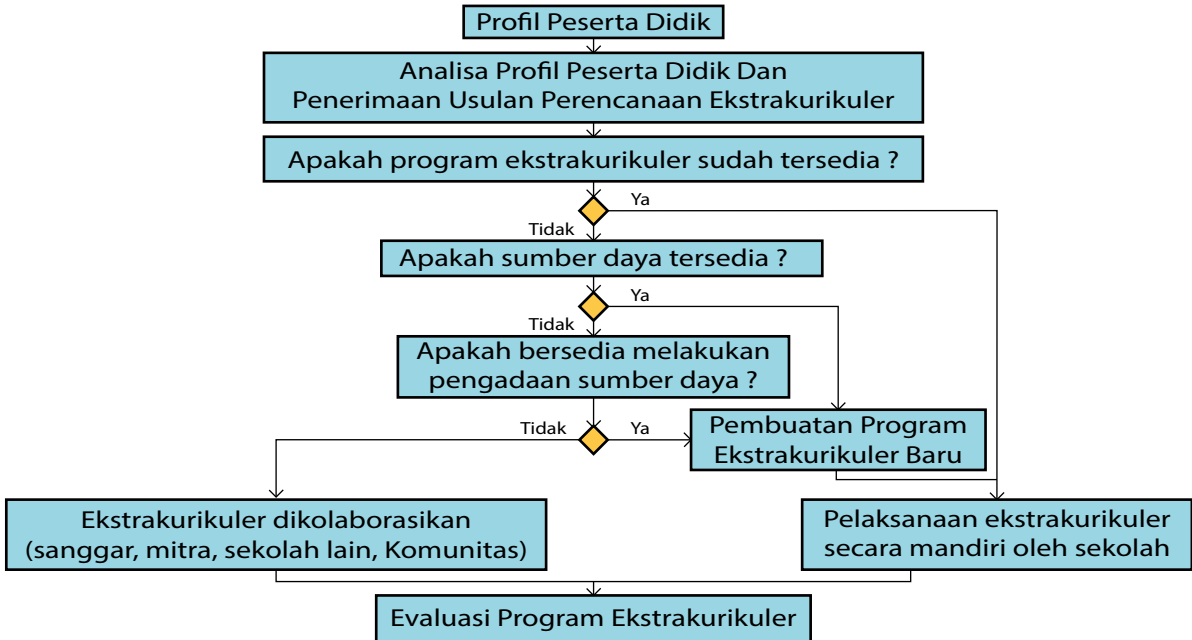 Profil Peserta Didik
Analisa Profil Peserta Didik Dan
Penerimaan Usulan Perencanaan Ekstrakurikuler
Apakah program ekstrakurikuler sudah tersedia ?
Ya
Tidak
Apakah sumber daya tersedia ?
Ya
Tidak
Apakah bersedia melakukan
pengadaan sumber daya ?
Tidak
Ya
Pembuatan Program
Ekstrakurikuler Baru
Ekstrakurikuler dikolaborasikan
(sanggar, mitra, sekolah lain, Komunitas)
Pelaksanaan ekstrakurikuler
secara mandiri oleh sekolah
Evaluasi Program Ekstrakurikuler